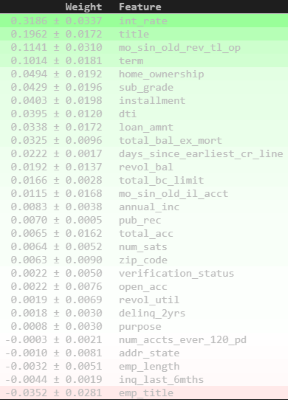 Weight Feature
0.3186 ± 0.0337 int_rate
0.1962 ± 0.0172 title
0.1141 ± 0.0310 mo_sin_old_rev_tl_op
0.1014 ± 0.0181 term
0.0494 ± 0.0192 home_ownership
0.0429 ± 0.0196 sub_grade
0.0403 ± 0.0198 installment
0.0395 ± 0.0120 dti
0.0338 ± 0.0172 loan_amnt
0.0325 ± 0.0096 total_bal_ex_mort
0.0222 ± 0.0017 days_since_earliest_cr_line
0.0192 ± 0.0137 revol_bal
0.0166 ± 0.0028 total_bc_limit
0.0115 ± 0.0168 mo_sin_old_il_acct
0.0083 ± 0.0038 annual_inc
0.0070 ± 0.0005 pub_rec
0.0065 ± 0.0162 total_acc
0.0064 ± 0.0052 num_sats
0.0063 ± 0.0090 zip_code
0.0022 ± 0.0050 verification_status
0.0022 ± 0.0076 open_acc
0.0019 ± 0.0069 revol_util
0.0018 ± 0.0030 delinq_2yrs
0.0008 ± 0.0030 purpose
-0.0003 ± 0.0021 num_accts_ever_120_pd
-0.0010 ± 0.0081 addr_state
-0.0032 ± 0.0051 emp_length
-0.0044 ± 0.0019 inq_last_6mths
-0.0352 ± 0.0281 emp_title